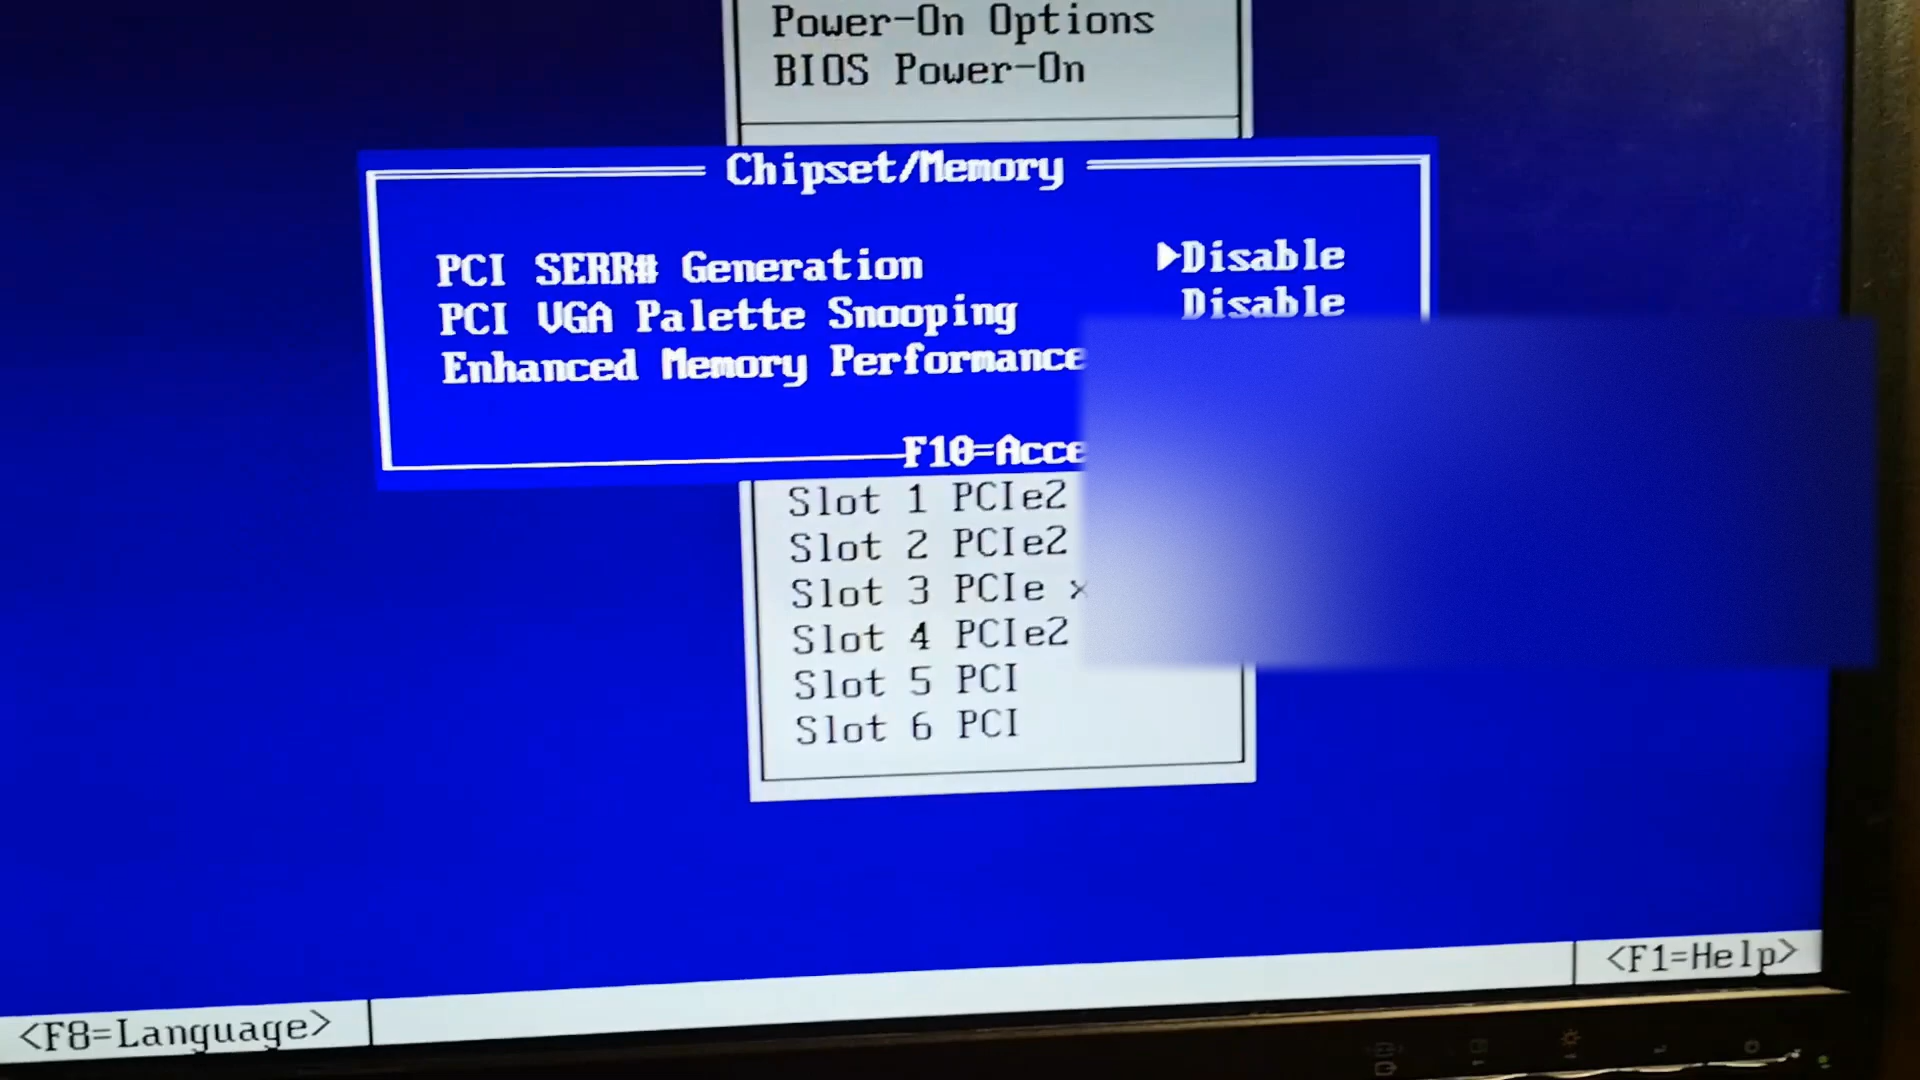 Power-On Options
BIOS Power-On
Chipset/Memory
PCI SERR# Generation ▶Disable
PCI VGA Palette Snooping Disable
Enhanced Memory Performance
F10=Acce
Slot 1 PCIe2
Slot 2 PCIe2
Slot 3 PCIe x
Slot 4 PCIe2
Slot 5 PCI
Slot 6 PCI
<F8=Language> <F1=Help>